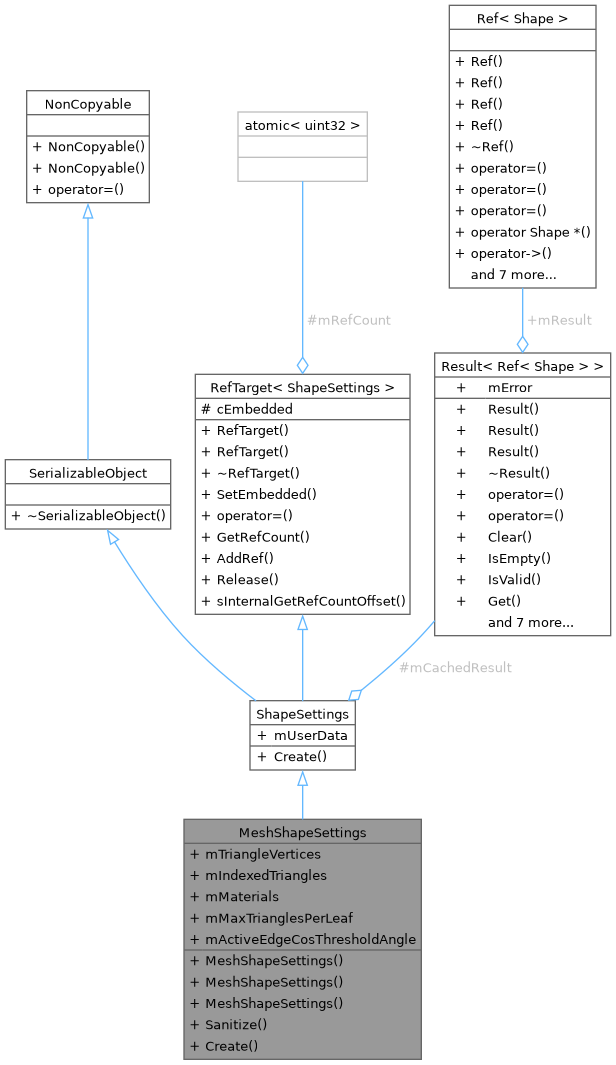 Ref< Shape >
+ Ref()
+ Ref()
+ Ref()
+ Ref()
+ ~Ref()
+ operator=()
+ operator=()
+ operator=()
+ operator Shape *()
+ operator->()
and 7 more...
NonCopyable
+ NonCopyable()
+ NonCopyable()
+ operator=()
atomic< uint32 >
#mRefCount
+mResult
Result< Ref< Shape > >
+ mError
+ Result()
+ Result()
+ Result()
+ ~Result()
+ operator=()
+ operator=()
+ Clear()
+ IsEmpty()
+ IsValid()
+ Get()
and 7 more...
RefTarget< ShapeSettings >
# cEmbedded
+ RefTarget()
+ RefTarget()
+ ~RefTarget()
+ SetEmbedded()
+ operator=()
+ GetRefCount()
+ AddRef()
+ Release()
+ sInternalGetRefCountOffset()
SerializableObject
+ ~SerializableObject()
#mCachedResult
ShapeSettings
+ mUserData
+ Create()
MeshShapeSettings
+ mTriangleVertices
+ mIndexedTriangles
+ mMaterials
+ mMaxTrianglesPerLeaf
+ mActiveEdgeCosThresholdAngle
+ MeshShapeSettings()
+ MeshShapeSettings()
+ MeshShapeSettings()
+ Sanitize()
+ Create()